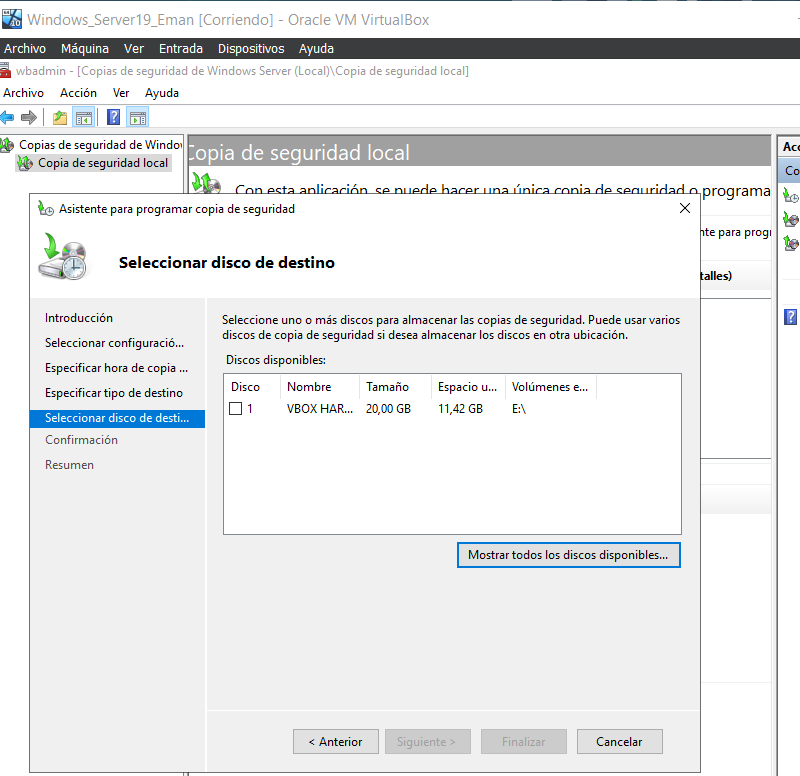 Windows_Server19_Eman [Corriendo] - Oracle VM VirtualBox
Archivo Máquina Ver Entrada Dispositivos Ayuda
wbadmin - [Copias de seguridad de Windows Server (Local)\Copia de seguridad local]
Archivo Acción Ver Ayuda
Copias de seguridad de Windo
Copia de seguridad local
Copia de seguridad local
Acc
Co
Con esta aplicación, se puede hacer una única copia de seguridad o programa
nte para progr
talles)
Asistente para programar copia de seguridad
Seleccionar disco de destino
Introducción
Seleccionar configuració...
Especificar hora de copia ...
Especificar tipo de destino
Seleccionar disco de desti...
Confirmación
Resumen
Seleccione uno o más discos para almacenar las copias de seguridad. Puede usar varios
discos de copia de seguridad si desea almacenar los discos en otra ubicación.
Discos disponibles:
Disco Nombre Tamaño Espacio u... Volúmenes e...
1 VBOX HAR... 20,00 GB 11,42 GB E:\
Mostrar todos los discos disponibles...
< Anterior Siguiente > Finalizar Cancelar